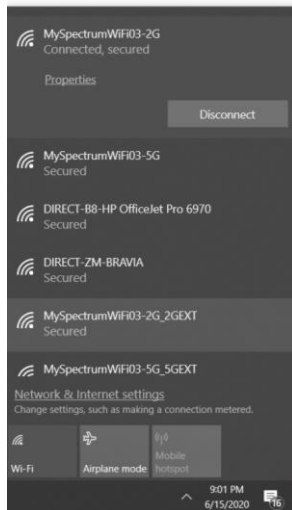 MySpectrumWiFi03-2G
Connected, secured
Properties
Disconnect
MySpectrumWiFi03-5G
Secured
DIRECT-B8-HP OfficeJet Pro 6970
Secured
DIRECT-ZM-BRAVIA
Secured
MySpectrumWiFi03-2G_2GEXT
Secured
MySpectrumWiFi03-5G_5GEXT
Network & Internet settings
Change settings, such as making a connection metered.
Wi-Fi
Airplane mode
Mobile
hotspot
9:01 PM
6/15/2020
16